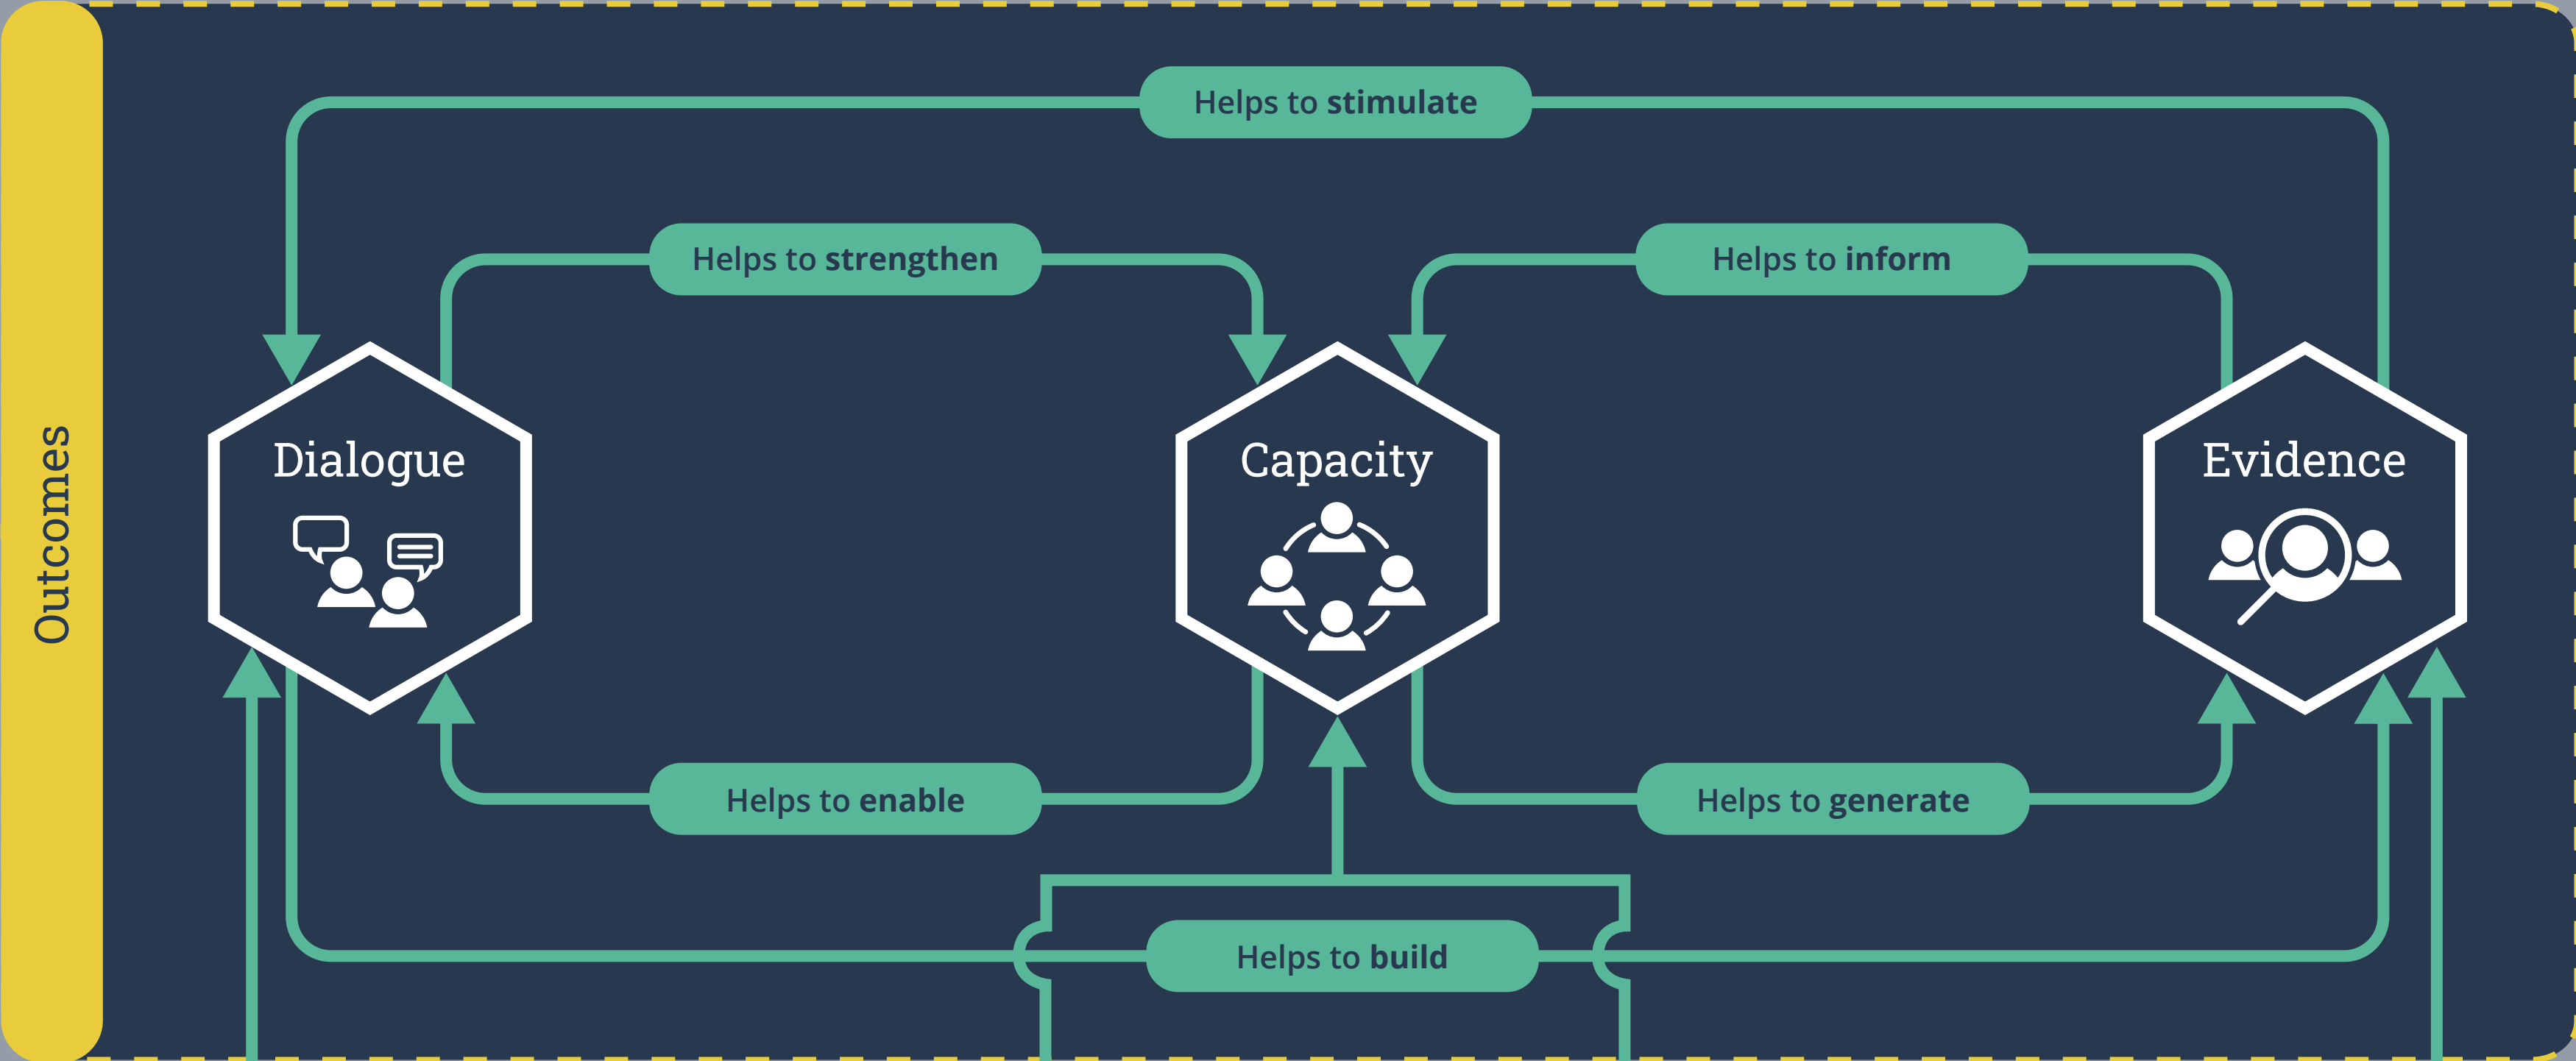 Outcomes
Helps to stimulate
Helps to strengthen
Helps to inform
Dialogue
Capacity
Evidence
Helps to enable
Helps to generate
Helps to build